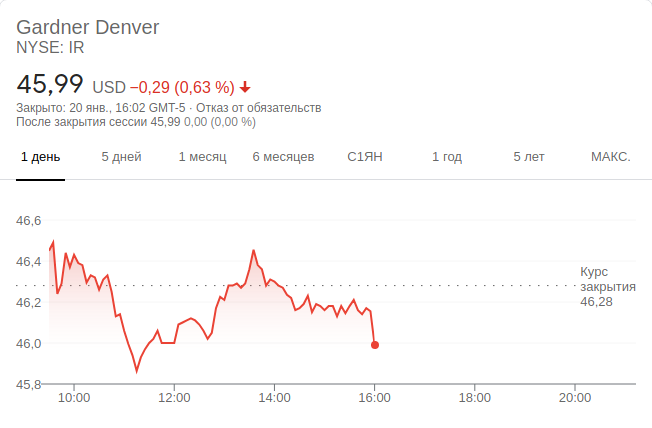 Gardner Denver
NYSE: IR
45,99 USD −0,29 (0,63 %)
Закрыто: 20 янв., 16:02 GMT-5 · Отказ от обязательств
После закрытия сессии 45,99 0,00 (0,00 %)
1 день 5 дней 1 месяц 6 месяцев С1ЯН 1 год 5 лет МАКС.
46,6
46,4
Курс
закрытия
46,28
46,2
46,0
45,8
10:00 12:00 14:00 16:00 18:00 20:00